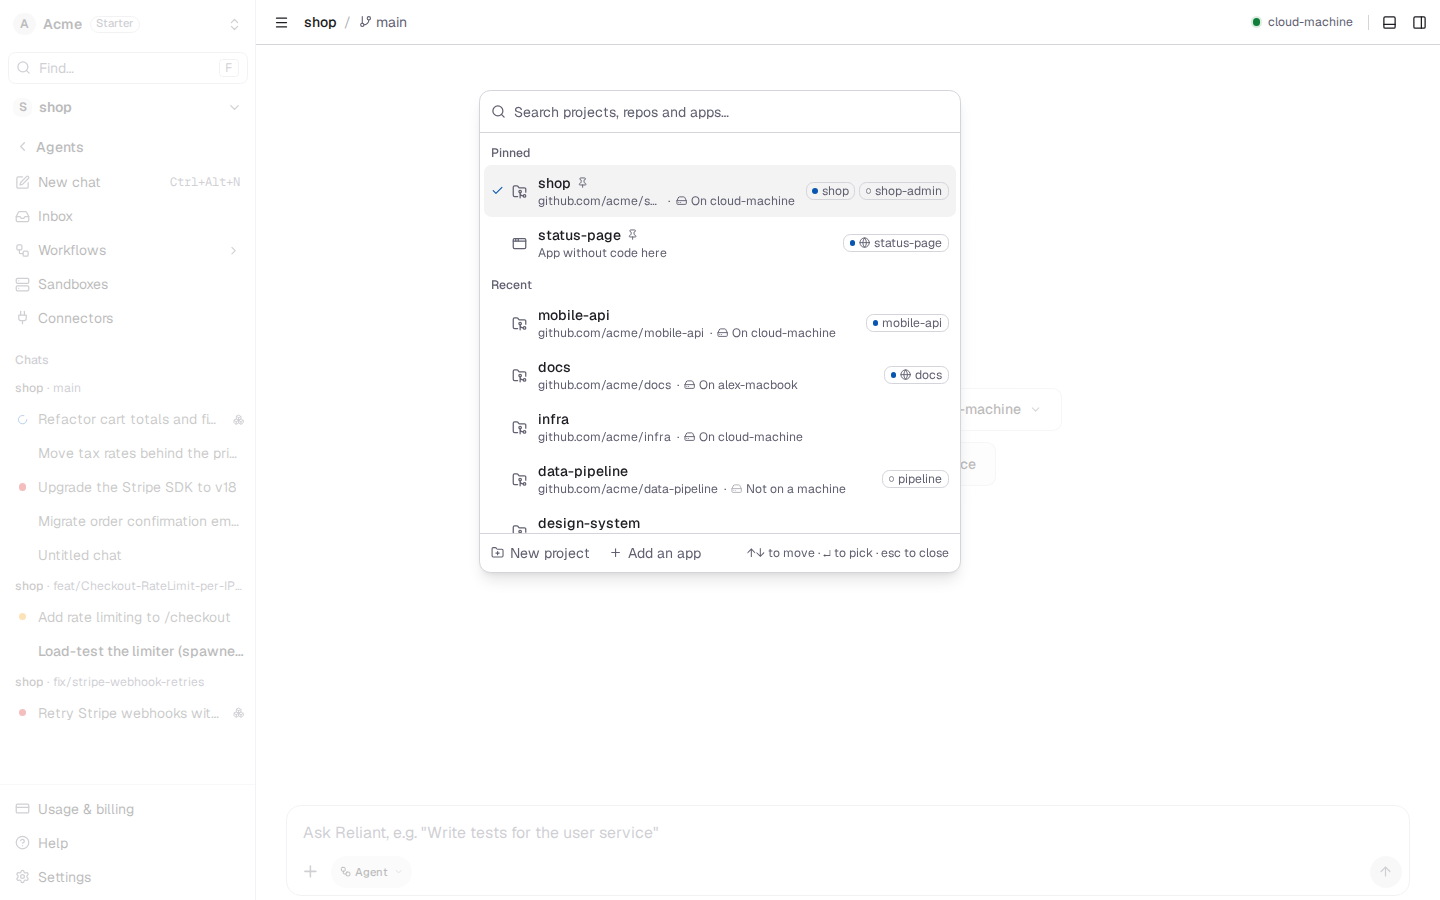 A Acme Starter
Find... F
S shop
Agents
New chat Ctrl+Alt+N
Inbox
Workflows
Sandboxes
Connectors
Chats
shop · main
Refactor cart totals and fi...
Move tax rates behind the pri...
Upgrade the Stripe SDK to v18
Migrate order confirmation em...
Untitled chat
shop · feat/Checkout-RateLimit-per-IP...
Add rate limiting to /checkout
Load-test the limiter (spawne...
shop · fix/stripe-webhook-retries
Retry Stripe webhooks wit...
Usage & billing
Help
Settings
shop / main
cloud-machine
Search projects, repos and apps...
Pinned
shop
github.com/acme/s... · On cloud-machine
shop shop-admin
status-page
App without code here
status-page
Recent
mobile-api
github.com/acme/mobile-api · On cloud-machine
mobile-api
docs
github.com/acme/docs · On alex-macbook
docs
infra
github.com/acme/infra · On cloud-machine
data-pipeline
github.com/acme/data-pipeline · Not on a machine
pipeline
design-system
New project + Add an app ↑↓ to move · ↵ to pick · esc to close
-machine
ce
Ask Reliant, e.g. "Write tests for the user service"
Agent